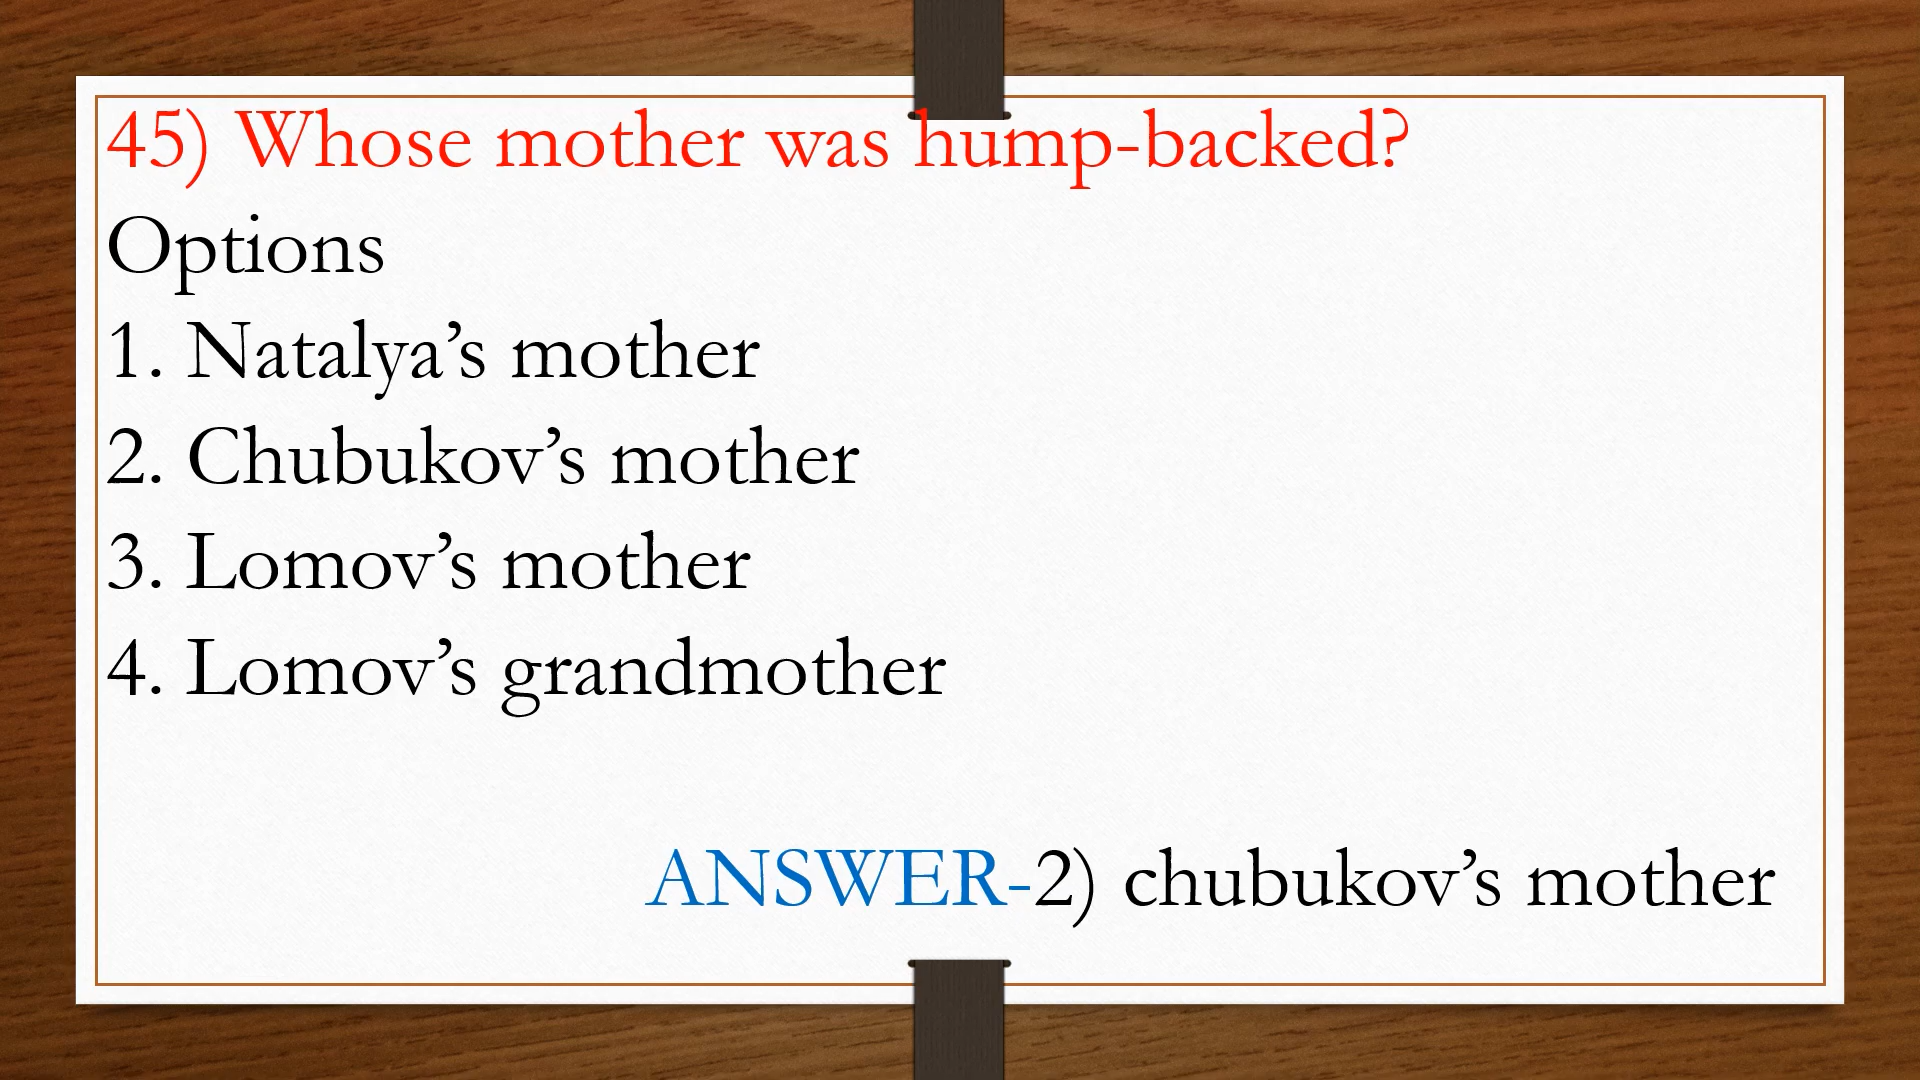 45) Whose mother was hump-backed?
Options
1. Natalya’s mother
2. Chubukov’s mother
3. Lomov’s mother
4. Lomov’s grandmother
ANSWER-2) chubukov’s mother